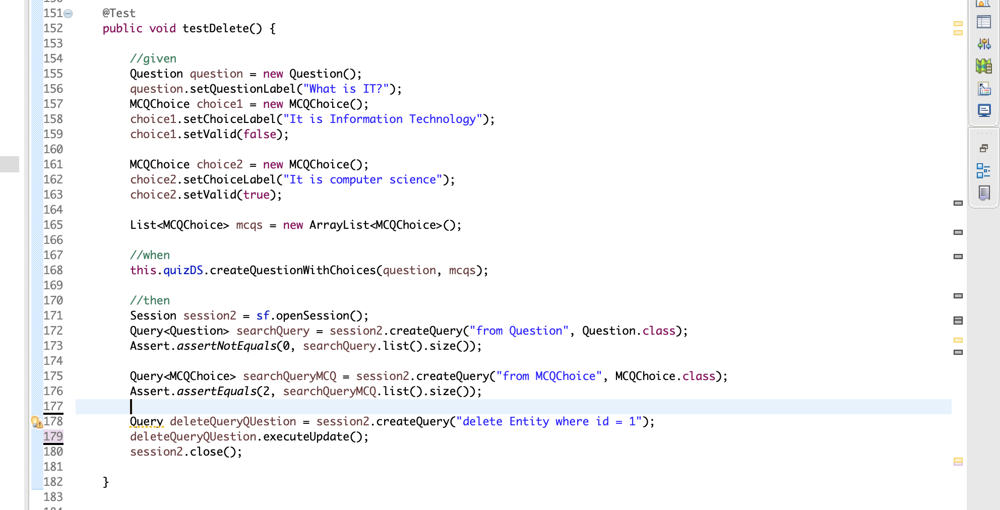 151 @Test
152 public void testDelete() {
153
154 //given
155 Question question = new Question();
156 question.setQuestionLabel("What is IT?");
157 MCQChoice choice1 = new MCQChoice();
158 choice1.setChoiceLabel("It is Information Technology");
159 choice1.setValid(false);
160
161 MCQChoice choice2 = new MCQChoice();
162 choice2.setChoiceLabel("It is computer science");
163 choice2.setValid(true);
164
165 List<MCQChoice> mcqs = new ArrayList<MCQChoice>();
166
167 //when
168 this.quizDS.createQuestionWithChoices(question, mcqs);
169
170 //then
171 Session session2 = sf.openSession();
172 Query<Question> searchQuery = session2.createQuery("from Question", Question.class);
173 Assert.assertNotEquals(0, searchQuery.list().size());
174
175 Query<MCQChoice> searchQueryMCQ = session2.createQuery("from MCQChoice", MCQChoice.class);
176 Assert.assertEquals(2, searchQueryMCQ.list().size());
177
178 Query deleteQueryQUestion = session2.createQuery("delete Entity where id = 1");
179 deleteQueryQUestion.executeUpdate();
180 session2.close();
181
182 }
183